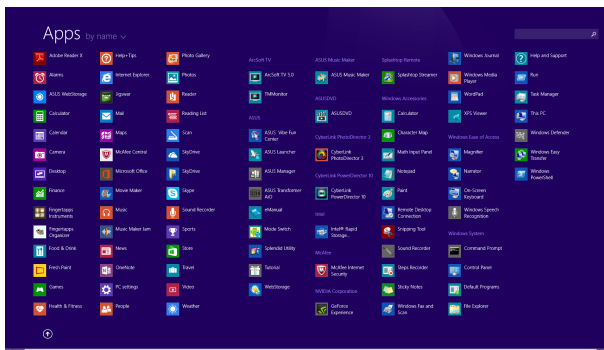 Apps by name
Adobe Reader X
Alarms
ASUS WebStorage
Calculator
Calendar
Camera
Desktop
Finance
Fingertapps
Instruments
Fingertapps
Organizer
Food & Drink
Fresh Paint
Games
Health & Fitness
Help+Tips
Internet Explorer
Jigswar
Mail
Maps
McAfee Central
Microsoft Office
Movie Maker
Music
Music Maker Jam
News
OneNote
PC settings
People
Photo Gallery
Photos
Reader
Reading List
Scan
SkyDrive
SkyDrive
Skype
Sound Recorder
Sports
Store
Travel
Video
Weather
ArcSoft TV
ArcSoft TV 5.0
TMMonitor
ASUS
ASUS Vibe Fun
Center
ASUS Launcher
ASUS Manager
ASUS Transformer
AiO
eManual
Mode Switch
Splendid Utility
Tutorial
WebStorage
ASUS Music Maker
ASUS Music Maker
ASUSDVD
ASUSDVD
CyberLink PhotoDirector 3
CyberLink
PhotoDirector 3
CyberLink PowerDirector 10
CyberLink
PowerDirector 10
Intel
Intel® Rapid
Storage...
McAfee
McAfee Internet
Security
NVIDIA Corporation
GeForce
Experience
Splashtop Remote
Splashtop Streamer
Windows Accessories
Calculator
Character Map
Math Input Panel
Notepad
Paint
Remote Desktop
Connection
Snipping Tool
Sound Recorder
Steps Recorder
Sticky Notes
Windows Fax and
Scan
Windows Journal
Windows Media
Player
WordPad
XPS Viewer
Windows Ease of Access
Magnifier
Narrator
On-Screen
Keyboard
Windows Speech
Recognition
Windows System
Command Prompt
Control Panel
Default Programs
File Explorer
Help and Support
Run
Task Manager
This PC
Windows Defender
Windows Easy
Transfer
Windows
PowerShell